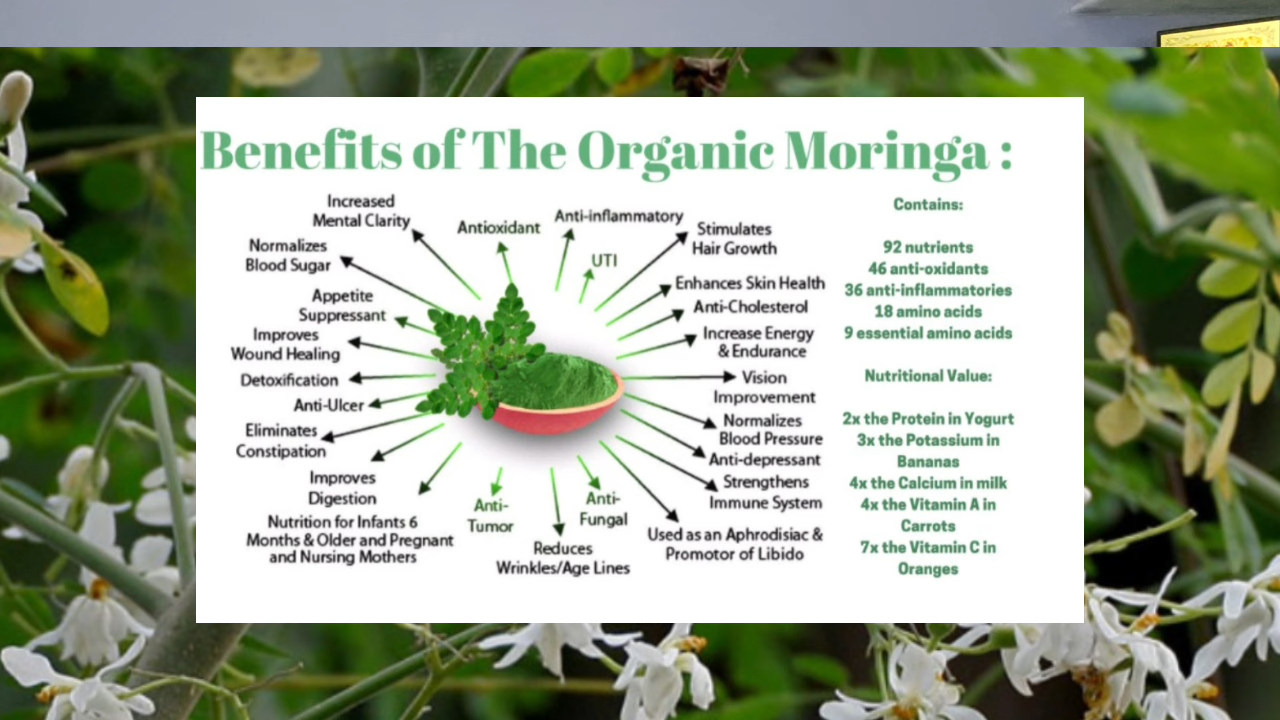 Benefits of The Organic Moringa :
Increased
Mental Clarity
Antioxidant
Anti-inflammatory
Stimulates
Hair Growth
Normalizes
Blood Sugar
UTI
Enhances Skin Health
Appetite
Suppressant
Anti-Cholesterol
Improves
Wound Healing
Increase Energy
& Endurance
Detoxification
Vision
Improvement
Anti-Ulcer
Normalizes
Blood Pressure
Eliminates
Constipation
Anti-depressant
Improves
Digestion
Strengthens
Immune System
Anti-
Tumor
Anti-
Fungal
Nutrition for Infants 6
Months & Older and Pregnant
and Nursing Mothers
Reduces
Wrinkles/Age Lines
Used as an Aphrodisiac &
Promotor of Libido
Contains:
92 nutrients
46 anti-oxidants
36 anti-inflammatories
18 amino acids
9 essential amino acids
Nutritional Value:
2x the Protein in Yogurt
3x the Potassium in
Bananas
4x the Calcium in milk
4x the Vitamin A in
Carrots
7x the Vitamin C in
Oranges